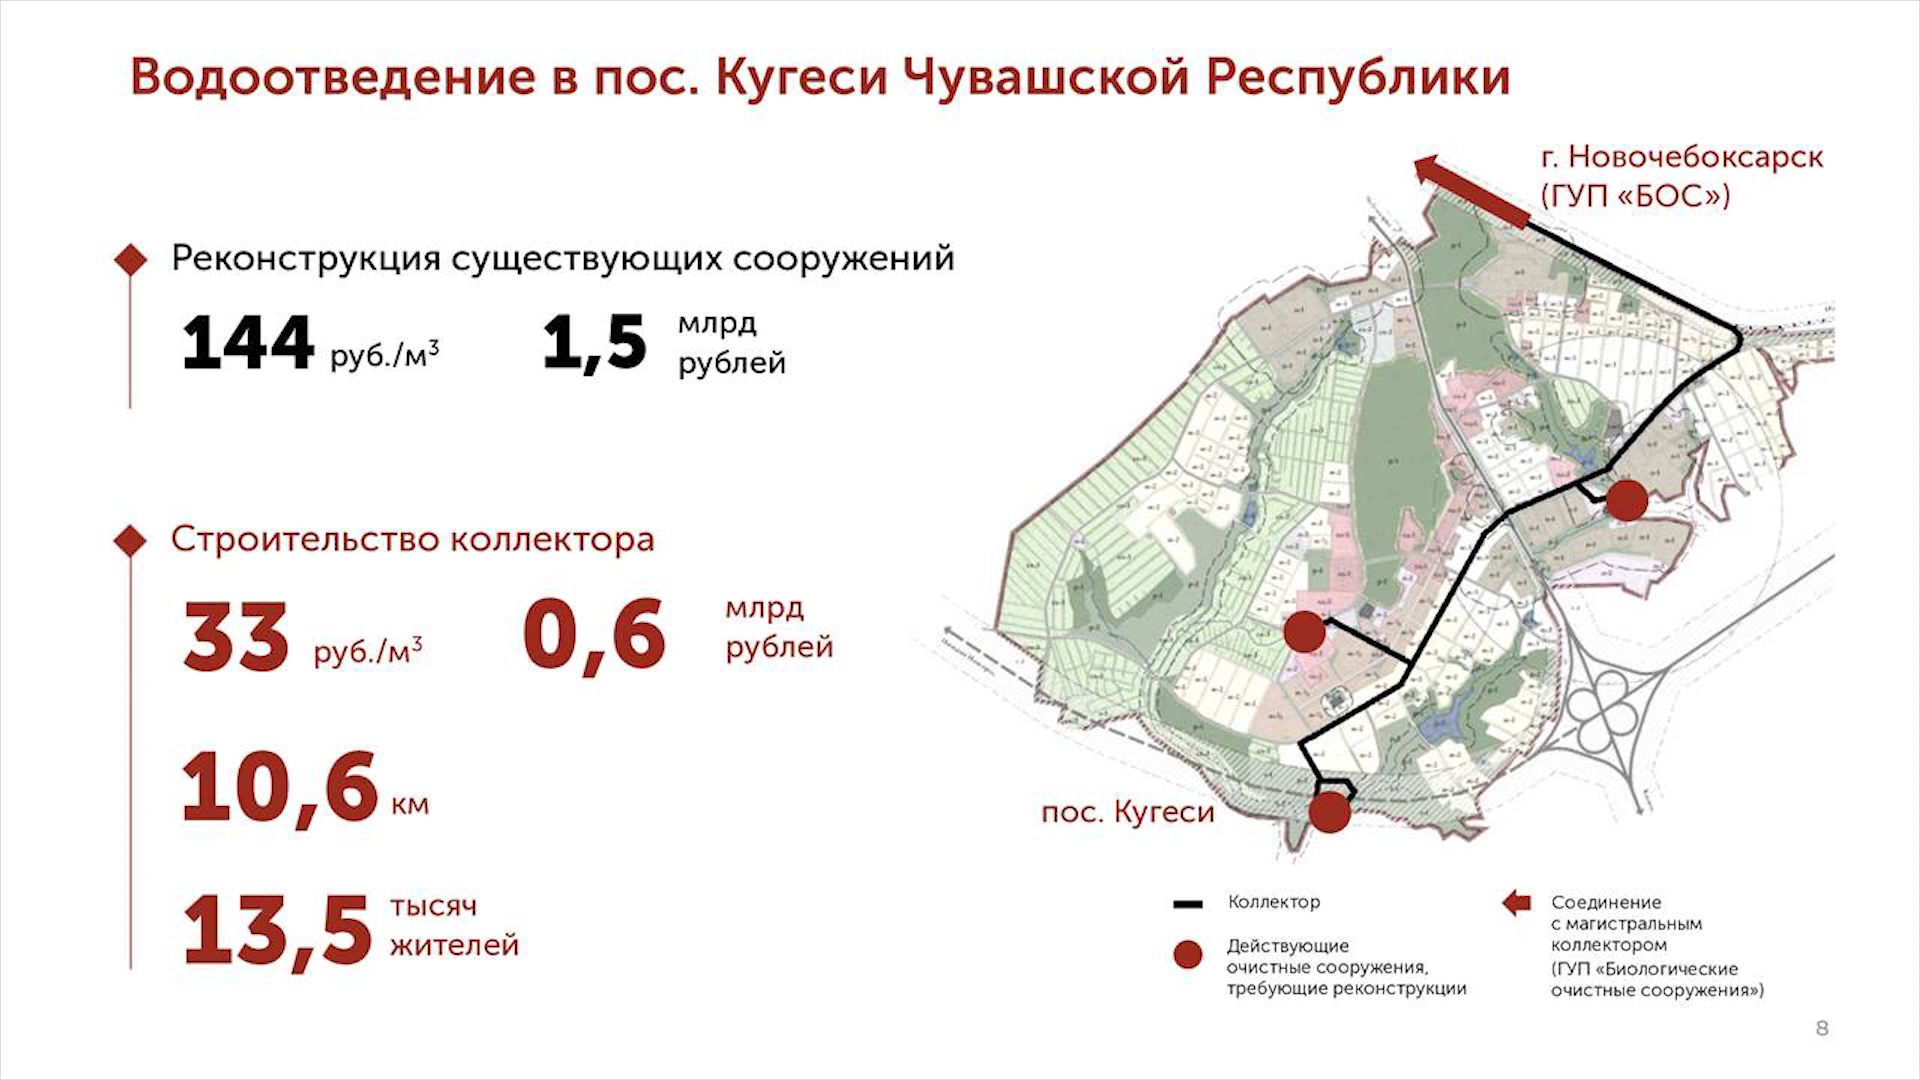 Водоотведение в пос. Кугеси Чувашской Республики
г. Новочебоксарск
(ГУП «БОС»)
Реконструкция существующих сооружений
144 руб./м³
1,5 млрд
рублей
Строительство коллектора
33 руб./м³
0,6 млрд
рублей
10,6 км
13,5 тысяч
жителей
пос. Кугеси
Коллектор
Действующие
очистные сооружения,
требующие реконструкции
Соединение
с магистральным
коллектором
(ГУП «Биологические
очистные сооружения»)
8